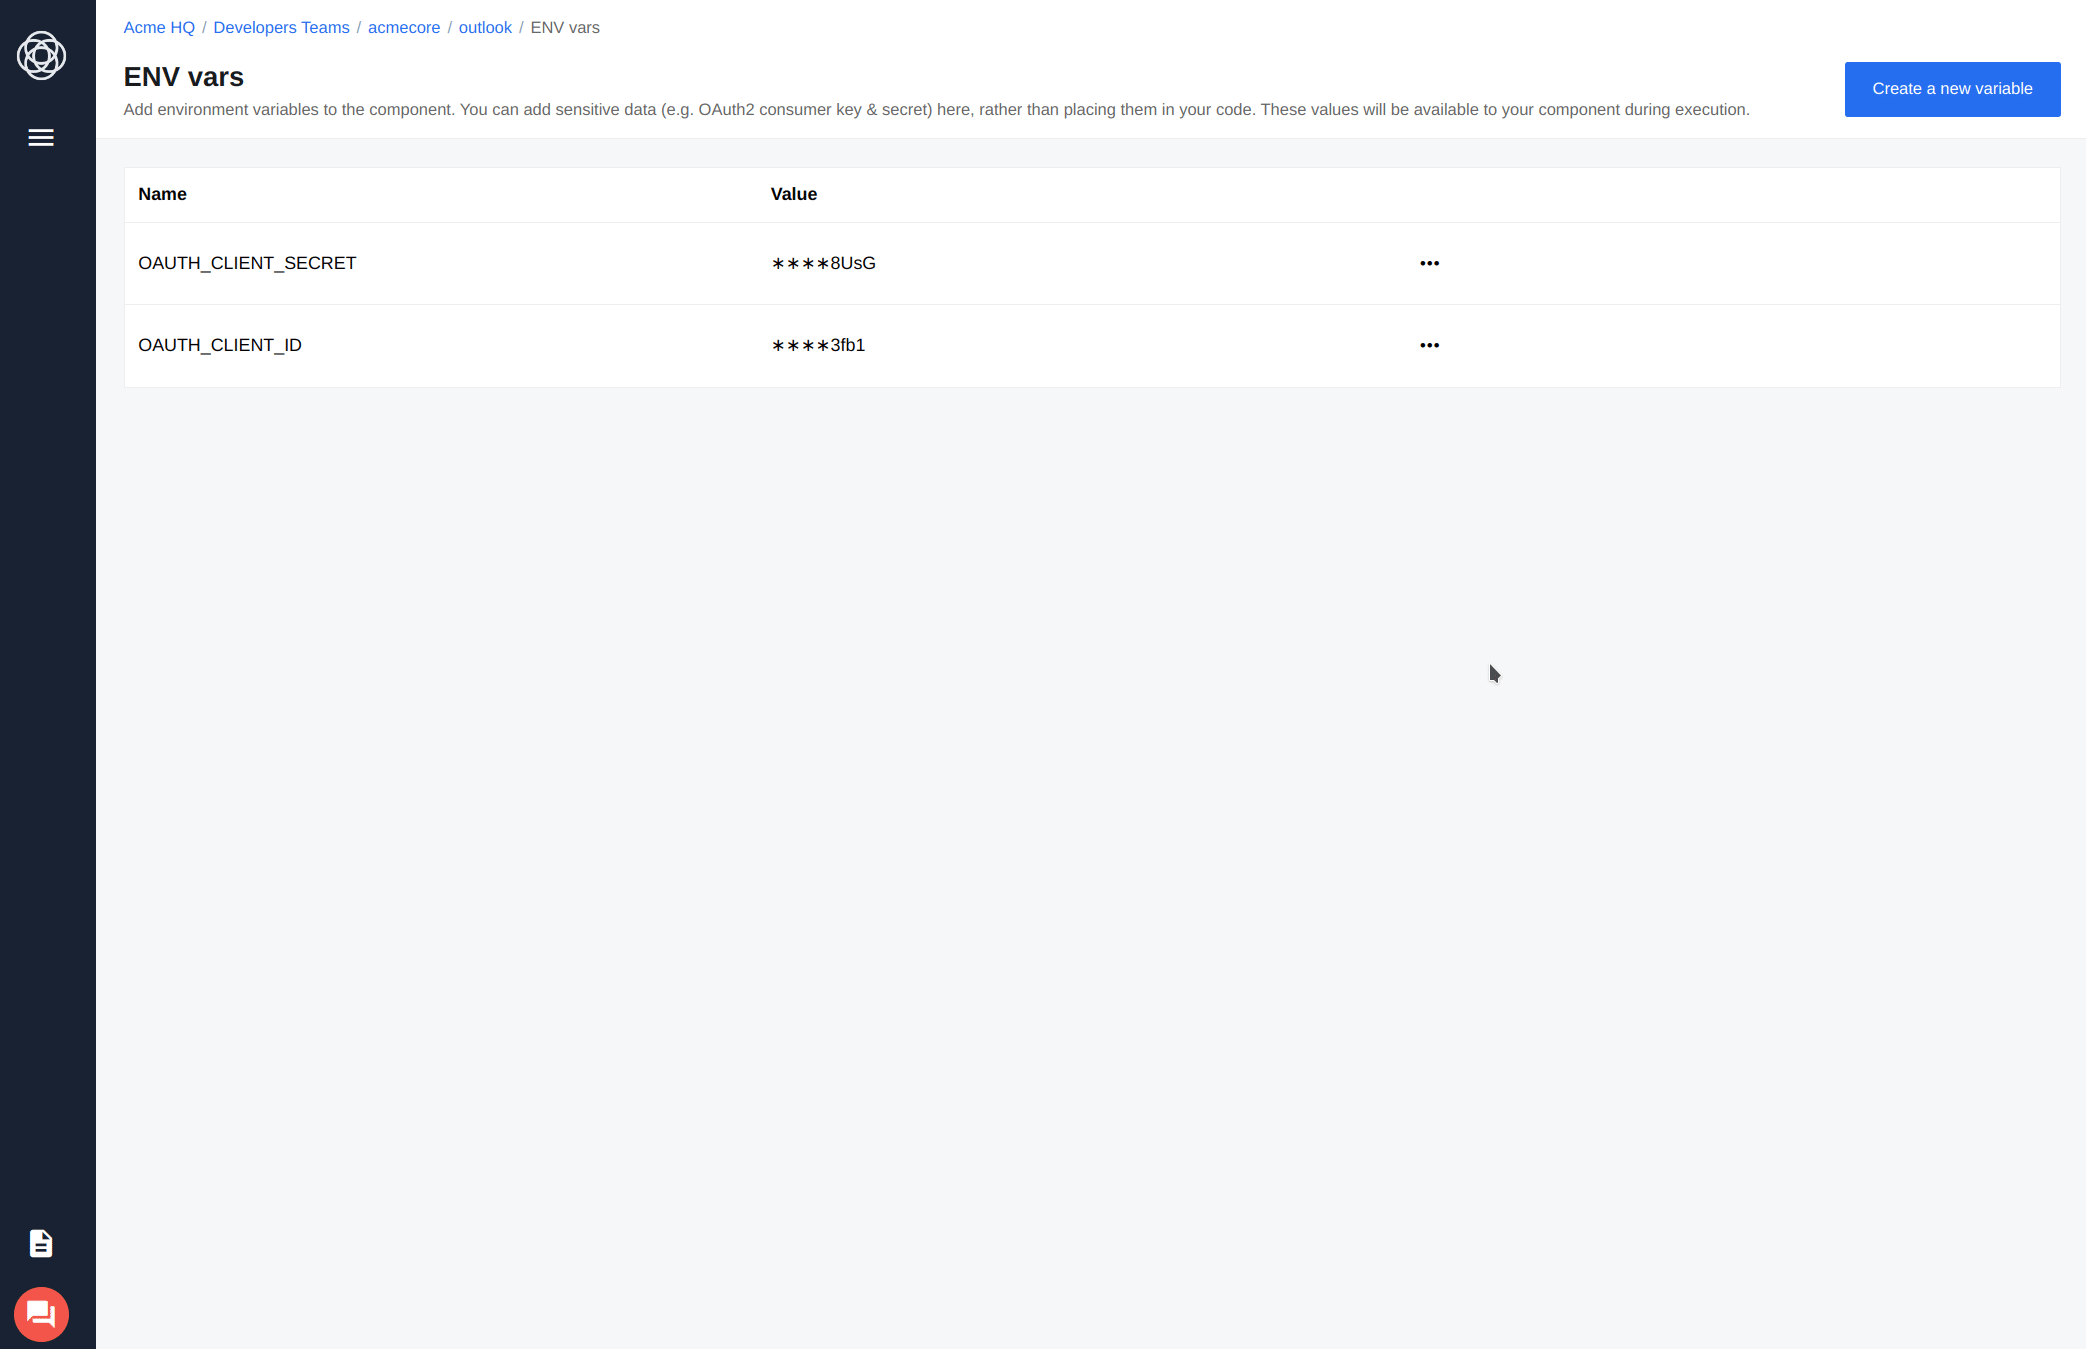 Acme HQ / Developers Teams / acmecore / outlook / ENV vars
ENV vars
Add environment variables to the component. You can add sensitive data (e.g. OAuth2 consumer key & secret) here, rather than placing them in your code. These values will be available to your component during execution.
Create a new variable
Name Value
OAUTH_CLIENT_SECRET ∗∗∗∗8UsG •••
OAUTH_CLIENT_ID ∗∗∗∗3fb1 •••